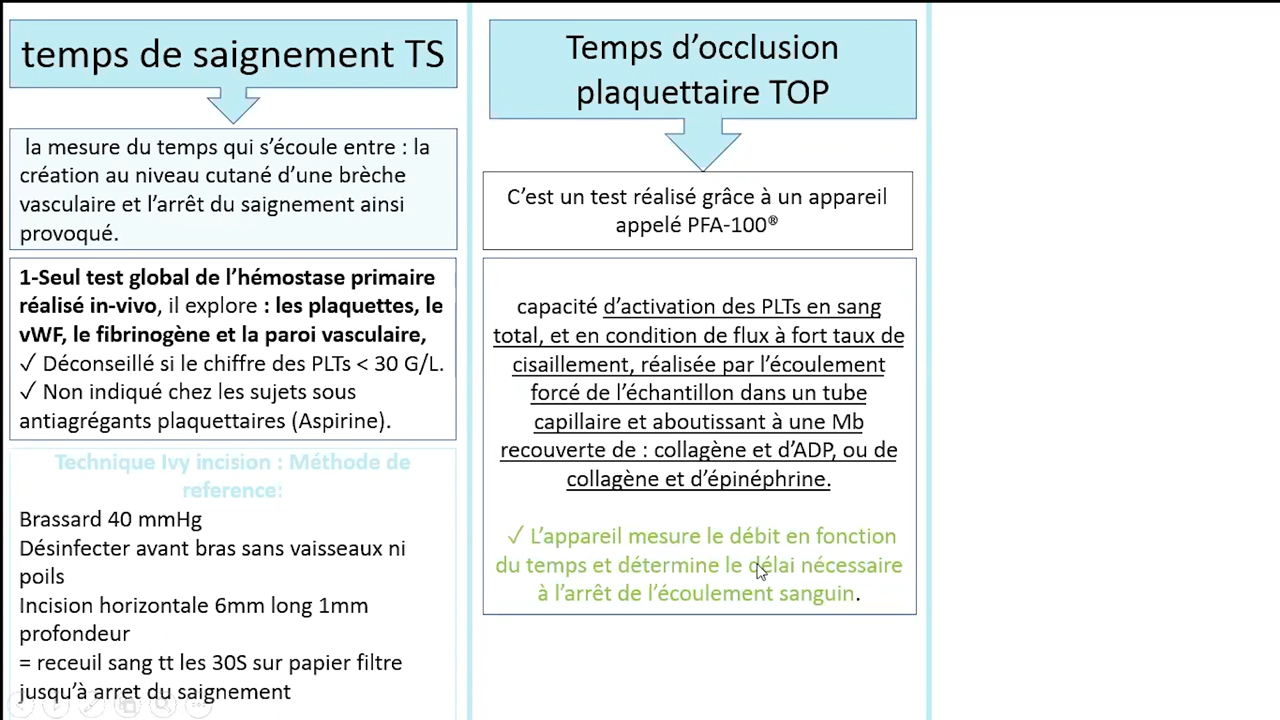 temps de saignement TS
la mesure du temps qui s’écoule entre : la
création au niveau cutané d’une brèche
vasculaire et l’arrêt du saignement ainsi
provoqué.
1-Seul test global de l’hémostase primaire
réalisé in-vivo, il explore : les plaquettes, le
vWF, le fibrinogène et la paroi vasculaire,
✓ Déconseillé si le chiffre des PLTs < 30 G/L.
✓ Non indiqué chez les sujets sous
antiagrégants plaquettaires (Aspirine).
Technique Ivy incision : Méthode de
reference:
Brassard 40 mmHg
Désinfecter avant bras sans vaisseaux ni
poils
Incision horizontale 6mm long 1mm
profondeur
= receuil sang tt les 30S sur papier filtre
jusqu’à arret du saignement
Temps d’occlusion
plaquettaire TOP
C’est un test réalisé grâce à un appareil
appelé PFA-100®
capacité d’activation des PLTs en sang
total, et en condition de flux à fort taux de
cisaillement, réalisée par l’écoulement
forcé de l’échantillon dans un tube
capillaire et aboutissant à une Mb
recouverte de : collagène et d’ADP, ou de
collagène et d’épinéphrine.
✓ L’appareil mesure le débit en fonction
du temps et détermine le délai nécessaire
à l’arrêt de l’écoulement sanguin.